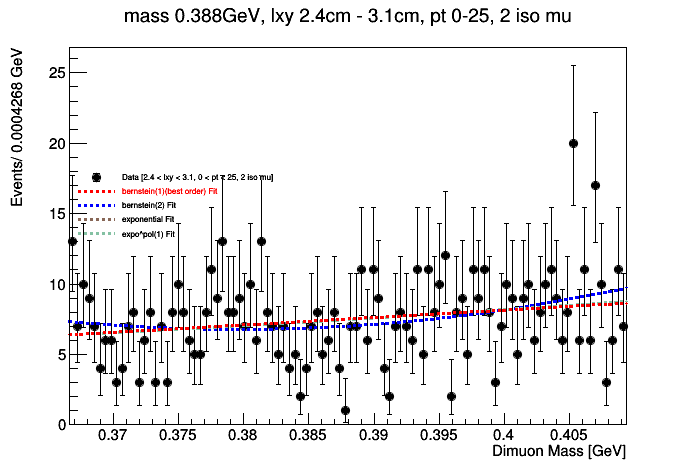 mass 0.388GeV, lxy 2.4cm - 3.1cm, pt 0-25, 2 iso mu
Events/ 0.0004268 GeV
25
20
15
10
5
0
Data [2.4 < lxy < 3.1, 0 < pt < 25, 2 iso mu]
bernstein(1)(best order) Fit
bernstein(2) Fit
exponential Fit
expo*pol(1) Fit
0.37 0.375 0.38 0.385 0.39 0.395 0.4 0.405
Dimuon Mass [GeV]